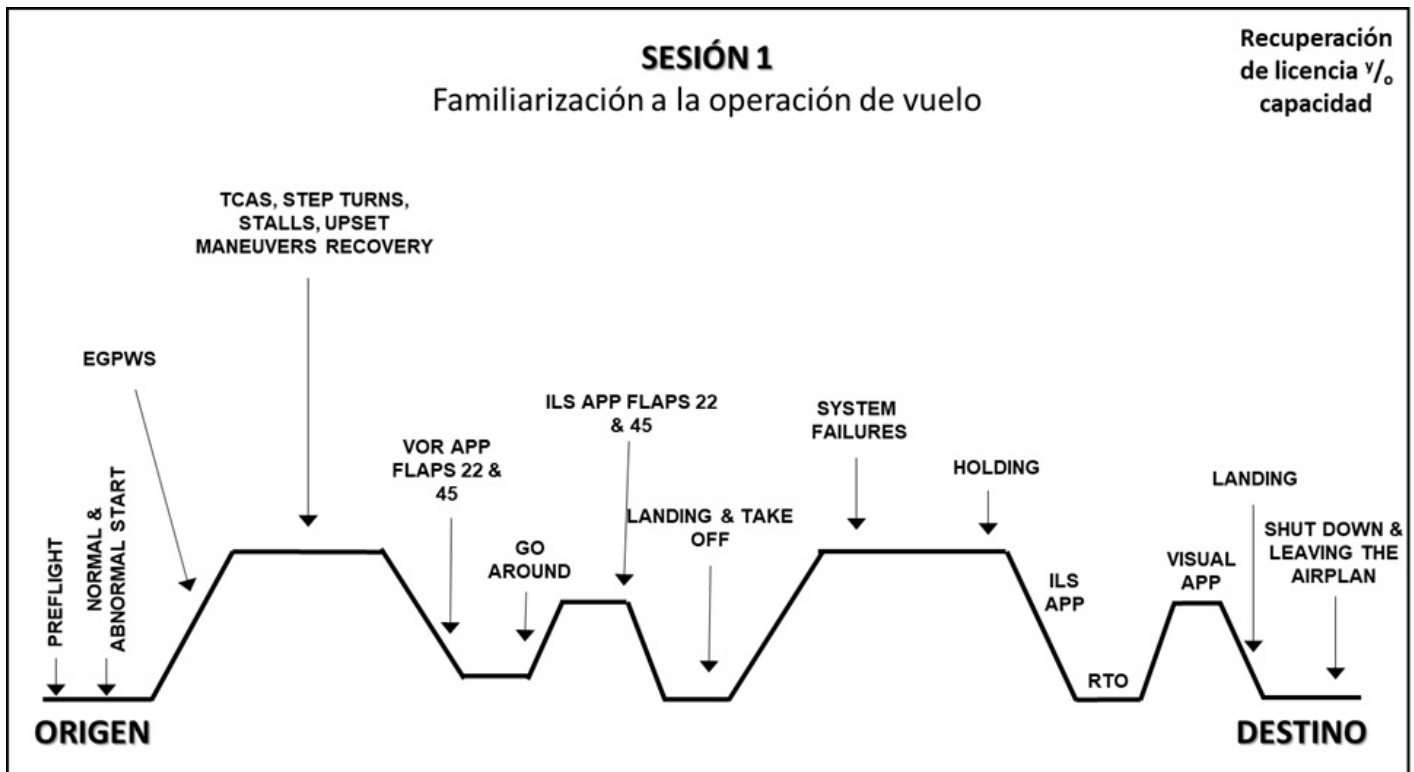 SESIÓN 1
Familiarización a la operación de vuelo
Recuperación
de licencia y/o
capacidad
TCAS, STEP TURNS,
STALLS, UPSET
MANEUVERS RECOVERY
EGPWS
PREFLIGHT
NORMAL &
ABNORMAL START
VOR APP
FLAPS 22 &
45
GO
AROUND
ILS APP FLAPS 22
& 45
LANDING & TAKE
OFF
SYSTEM
FAILURES
HOLDING
ILS
APP
RTO
VISUAL
APP
LANDING
SHUT DOWN &
LEAVING THE
AIRPLAN
ORIGEN
DESTINO